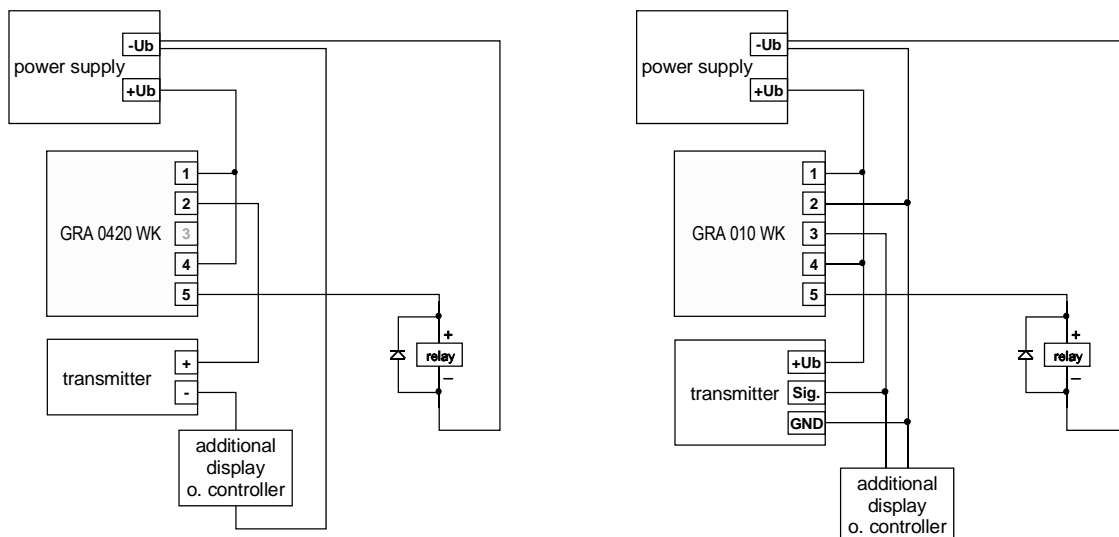 -Ub
power supply
+Ub
1
2
GRA 0420 WK
3
4
5
+
relay
–
+
transmitter
-
additional
display
o. controller
-Ub
power supply
+Ub
1
2
GRA 010 WK
3
4
5
+
relay
–
+Ub
transmitter
Sig.
GND
additional
display
o. controller